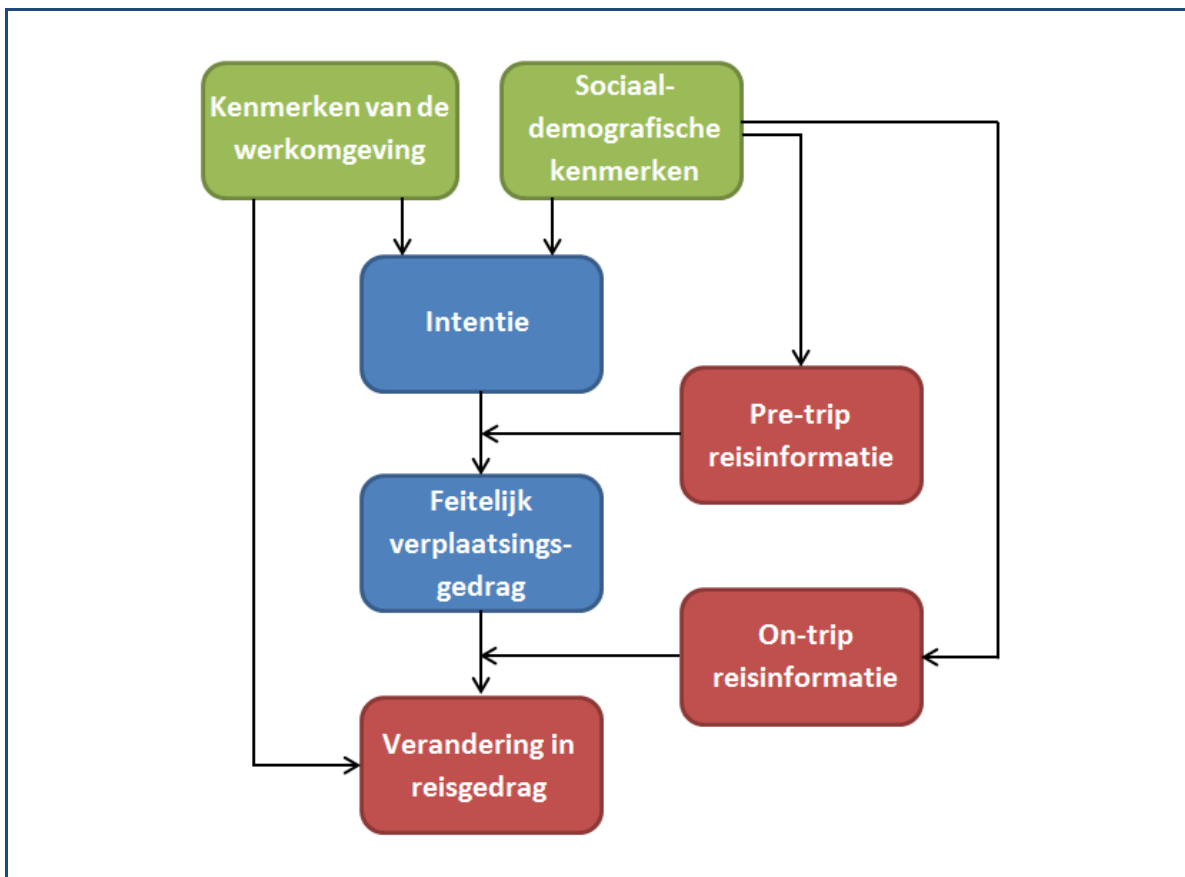 Kenmerken van de
werkomgeving
Sociaal-
demografische
kenmerken
Intentie
Pre-trip
reisinformatie
Feitelijk
verplaatsings-
gedrag
On-trip
reisinformatie
Verandering in
reisgedrag